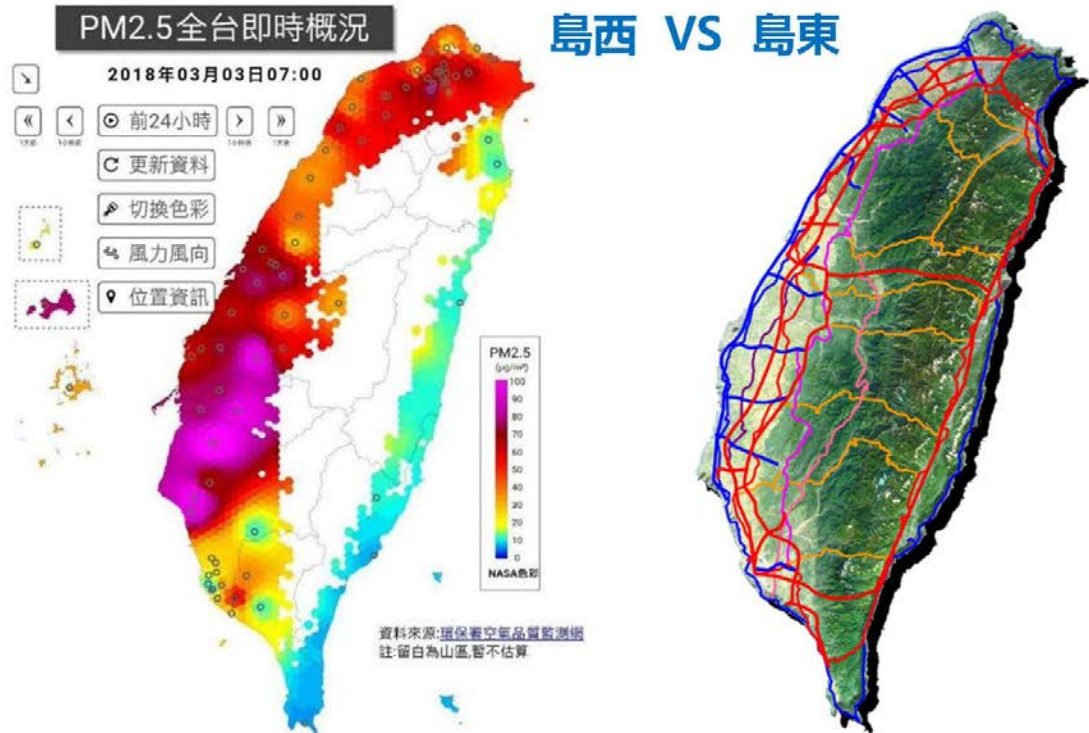 PM2.5全台即時概況
島西 VS 島東
2018年03月03日07:00
前24小時
更新資料
切換色彩
風力風向
位置資訊
PM2.5
(μg/m³)
100
90
80
70
60
50
40
30
20
10
0
NASA色彩
資料來源:環保署空氣品質監測網
註:留白為山區,暫不估算